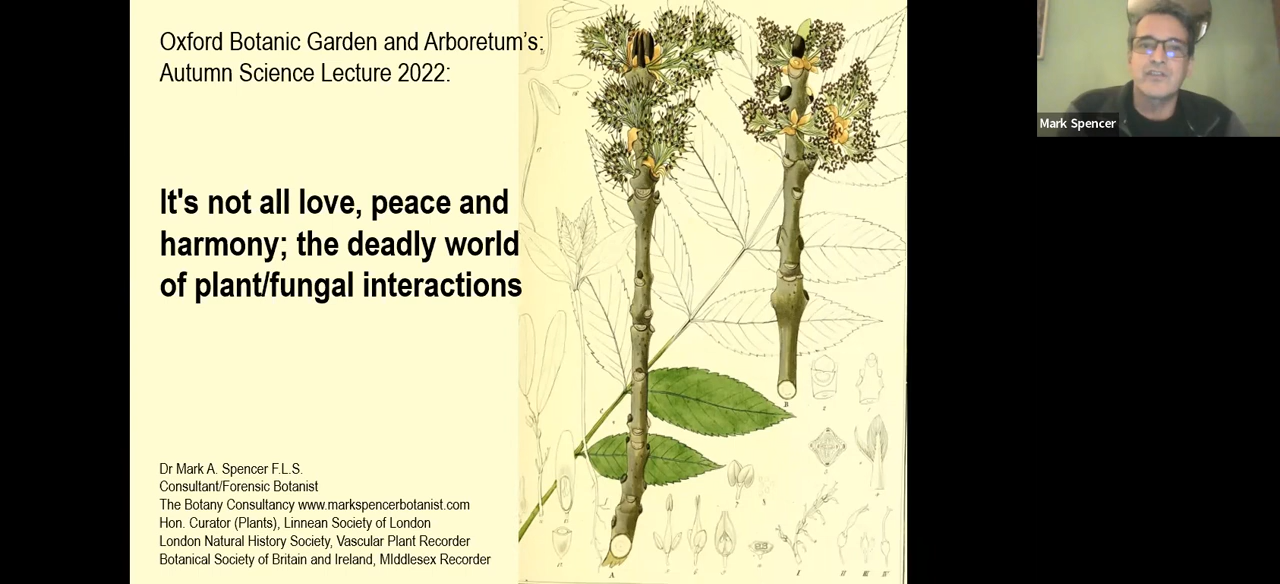 Oxford Botanic Garden and Arboretum's:
Autumn Science Lecture 2022:
It's not all love, peace and
harmony; the deadly world
of plant/fungal interactions
Dr Mark A. Spencer F.L.S.
Consultant/Forensic Botanist
The Botany Consultancy www.markspencerbotanist.com
Hon. Curator (Plants), Linnean Society of London
London Natural History Society, Vascular Plant Recorder
Botanical Society of Britain and Ireland, MIddlesex Recorder
Mark Spencer
A
B